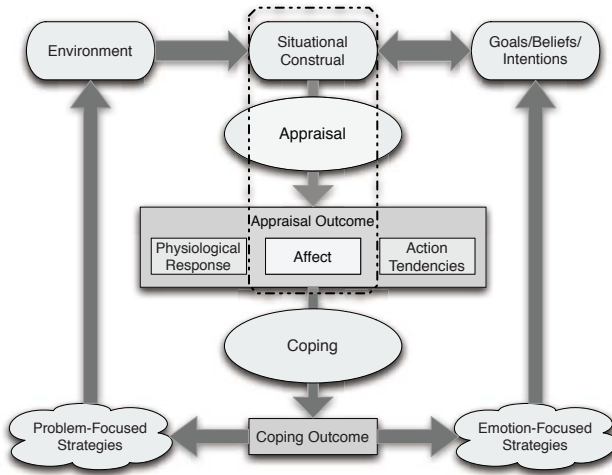 Environment
Situational
Construal
Goals/Beliefs/
Intentions
Appraisal
Appraisal Outcome
Physiological
Response
Affect
Action
Tendencies
Coping
Problem-Focused
Strategies
Coping Outcome
Emotion-Focused
Strategies